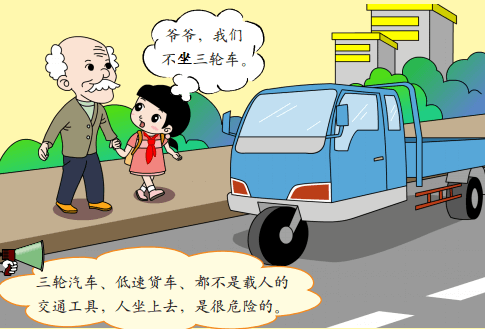 爷爷，我们
不坐三轮车。
三轮汽车、低速货车、都不是载人的
交通工具，人坐上去，是很危险的。